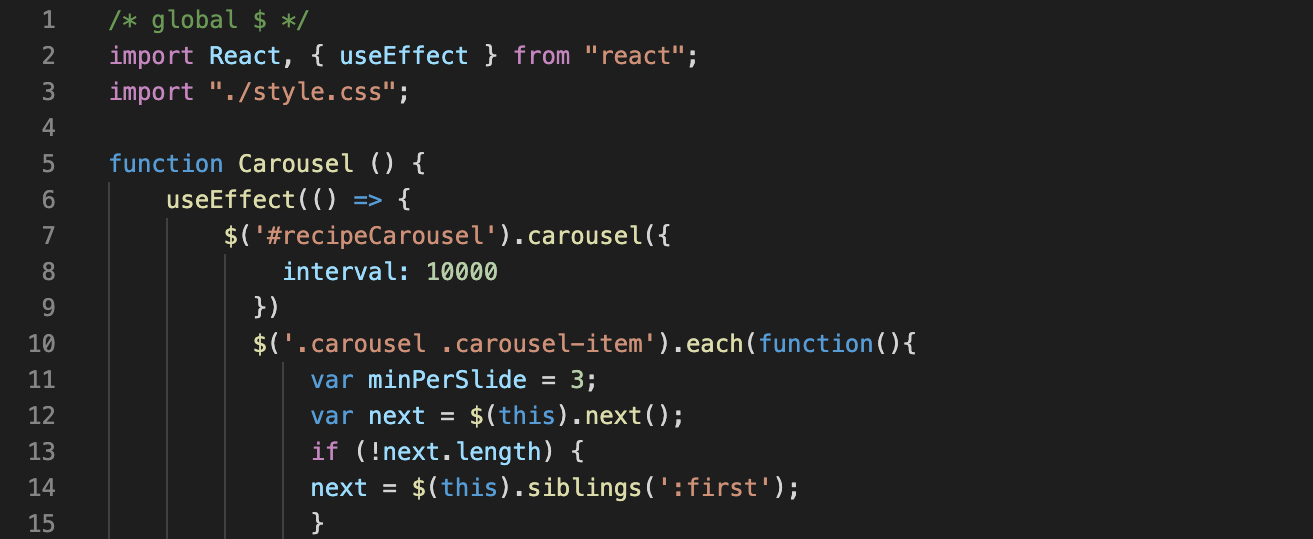 1 /* global $ */
2 import React, { useEffect } from "react";
3 import "./style.css";
4
5 function Carousel () {
6 useEffect(() => {
7 $('#recipeCarousel').carousel({
8 interval: 10000
9 })
10 $('.carousel .carousel-item').each(function(){
11 var minPerSlide = 3;
12 var next = $(this).next();
13 if (!next.length) {
14 next = $(this).siblings(':first');
15 }